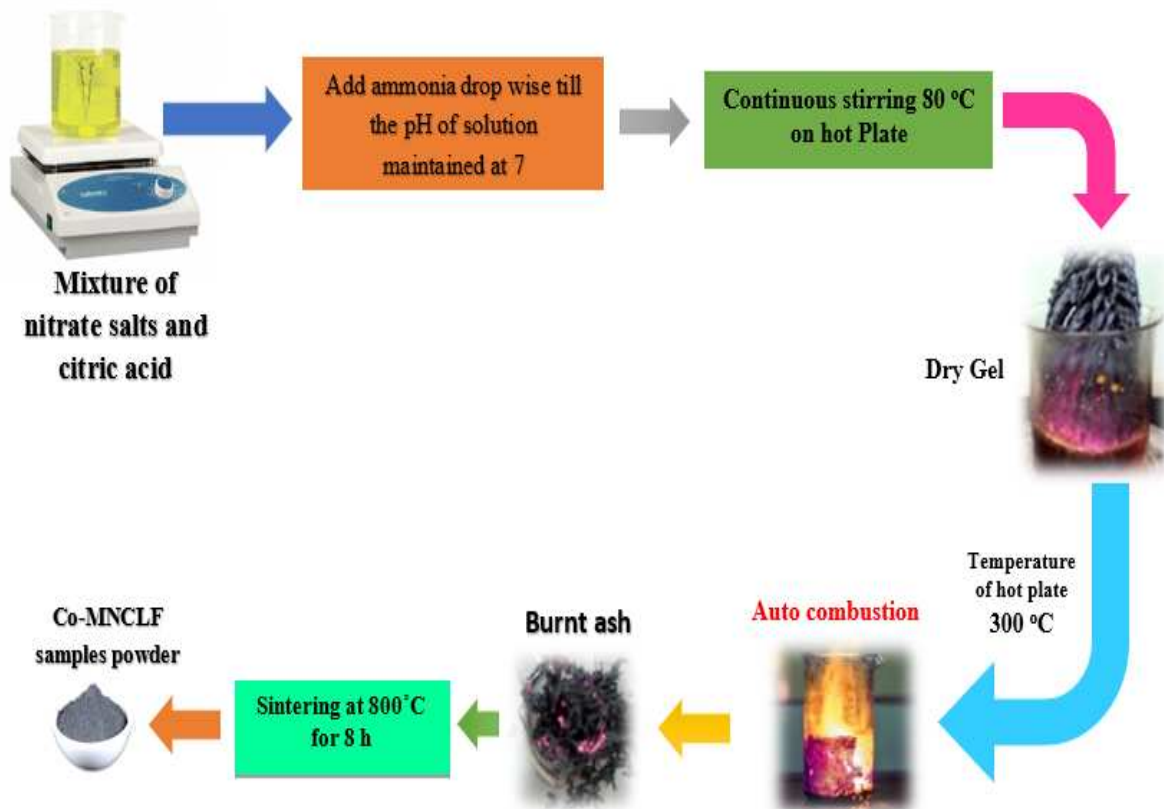 Mixture of
nitrate salts and
citric acid
Add ammonia drop wise till
the pH of solution
maintained at 7
Continuous stirring 80 °C
on hot Plate
Dry Gel
Temperature
of hot plate
300 °C
Auto combustion
Burnt ash
Sintering at 800°C
for 8 h
Co-MNCLF
samples powder